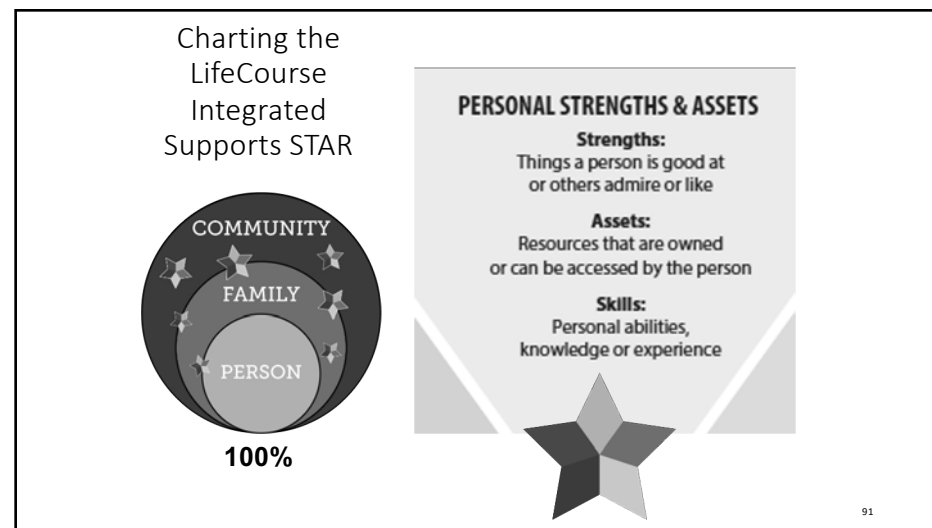 Charting the
LifeCourse
Integrated
Supports STAR
COMMUNITY
FAMILY
PERSON
100%
PERSONAL STRENGTHS & ASSETS
Strengths:
Things a person is good at
or others admire or like
Assets:
Resources that are owned
or can be accessed by the person
Skills:
Personal abilities,
knowledge or experience
91